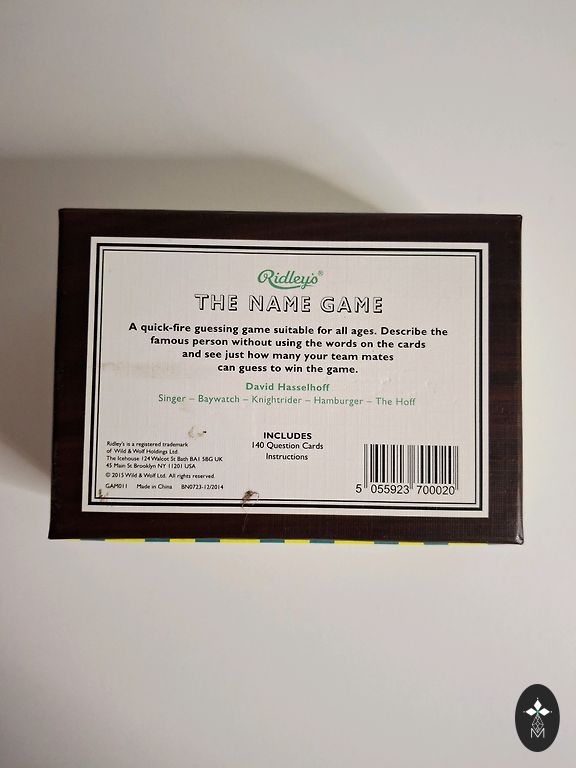 Ridley's®
THE NAME GAME
A quick-fire guessing game suitable for all ages. Describe the
famous person without using the words on the cards
and see just how many your team mates
can guess to win the game.
David Hasselhoff
Singer – Baywatch – Knightrider – Hamburger – The Hoff
INCLUDES
140 Question Cards
Instructions
Ridley's is a registered trademark
of Wild & Wolf Holdings Ltd.
The Icehouse 124 Walcot St Bath BA1 5BG UK
45 Main St Brooklyn NY 11201 USA
© 2015 Wild & Wolf Ltd. All rights reserved.
GAM011 Made in China BN0723-12/2014
5 055923 700020
M